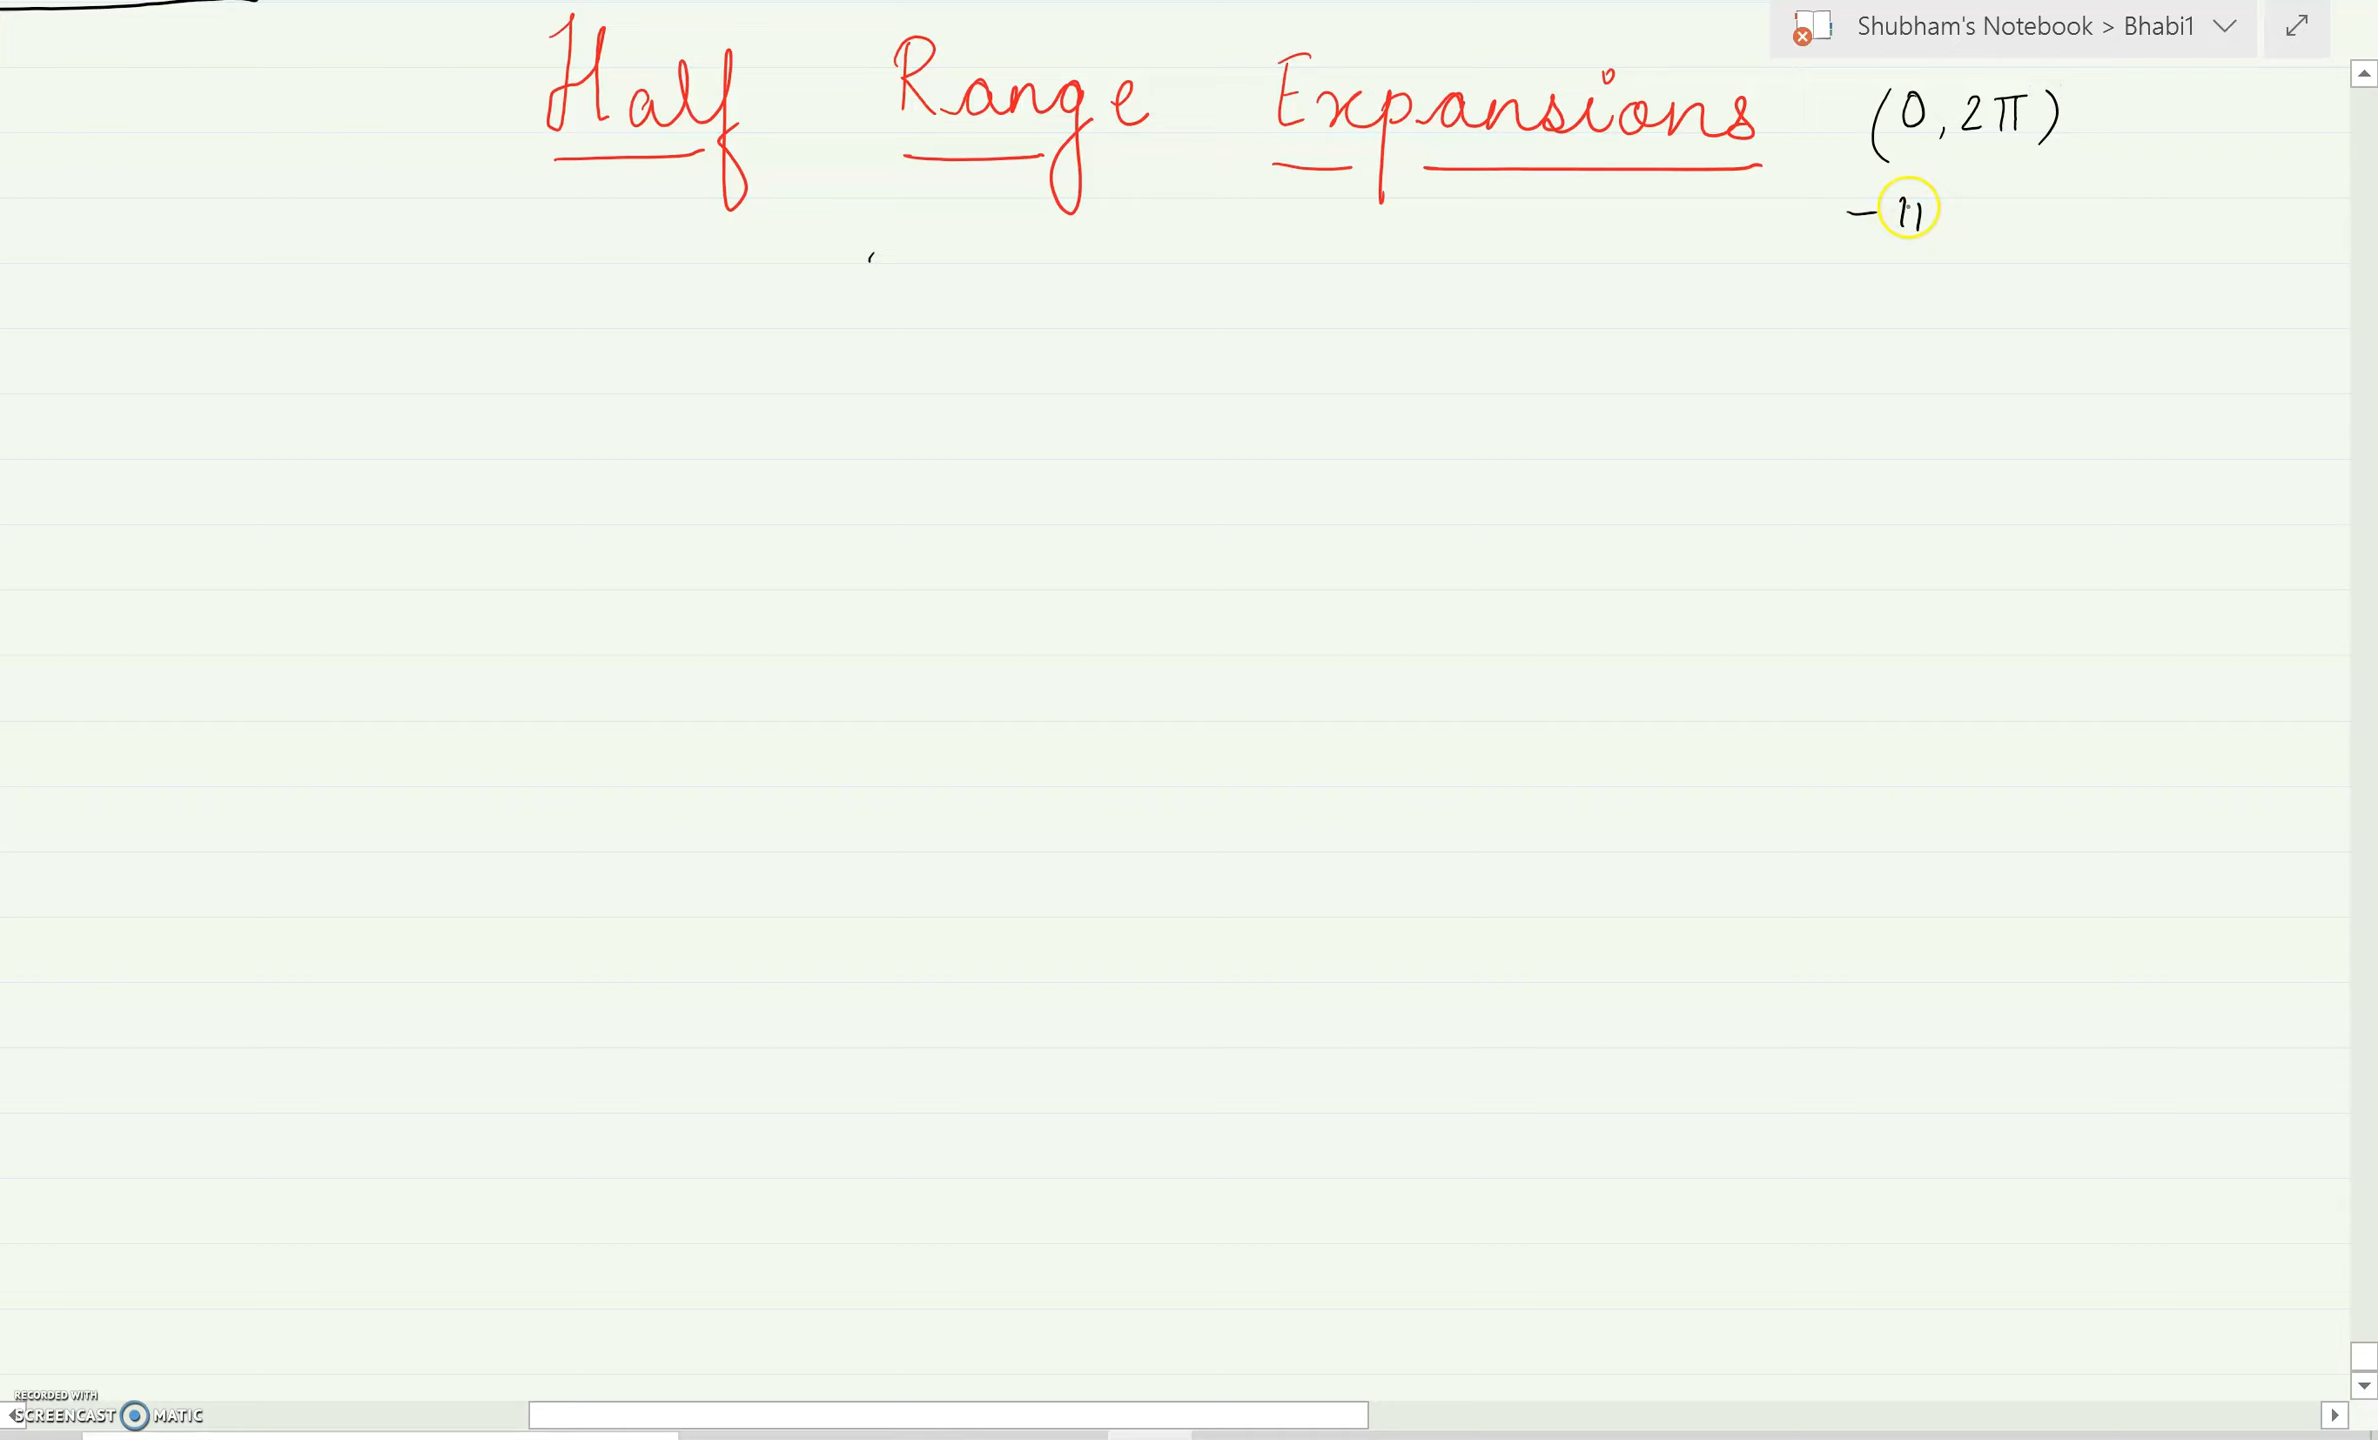 Shubham's Notebook > Bhabi1
Half Range Expansions (0, 2π)
-
RECORDED WITH
SCREENCAST MATIC